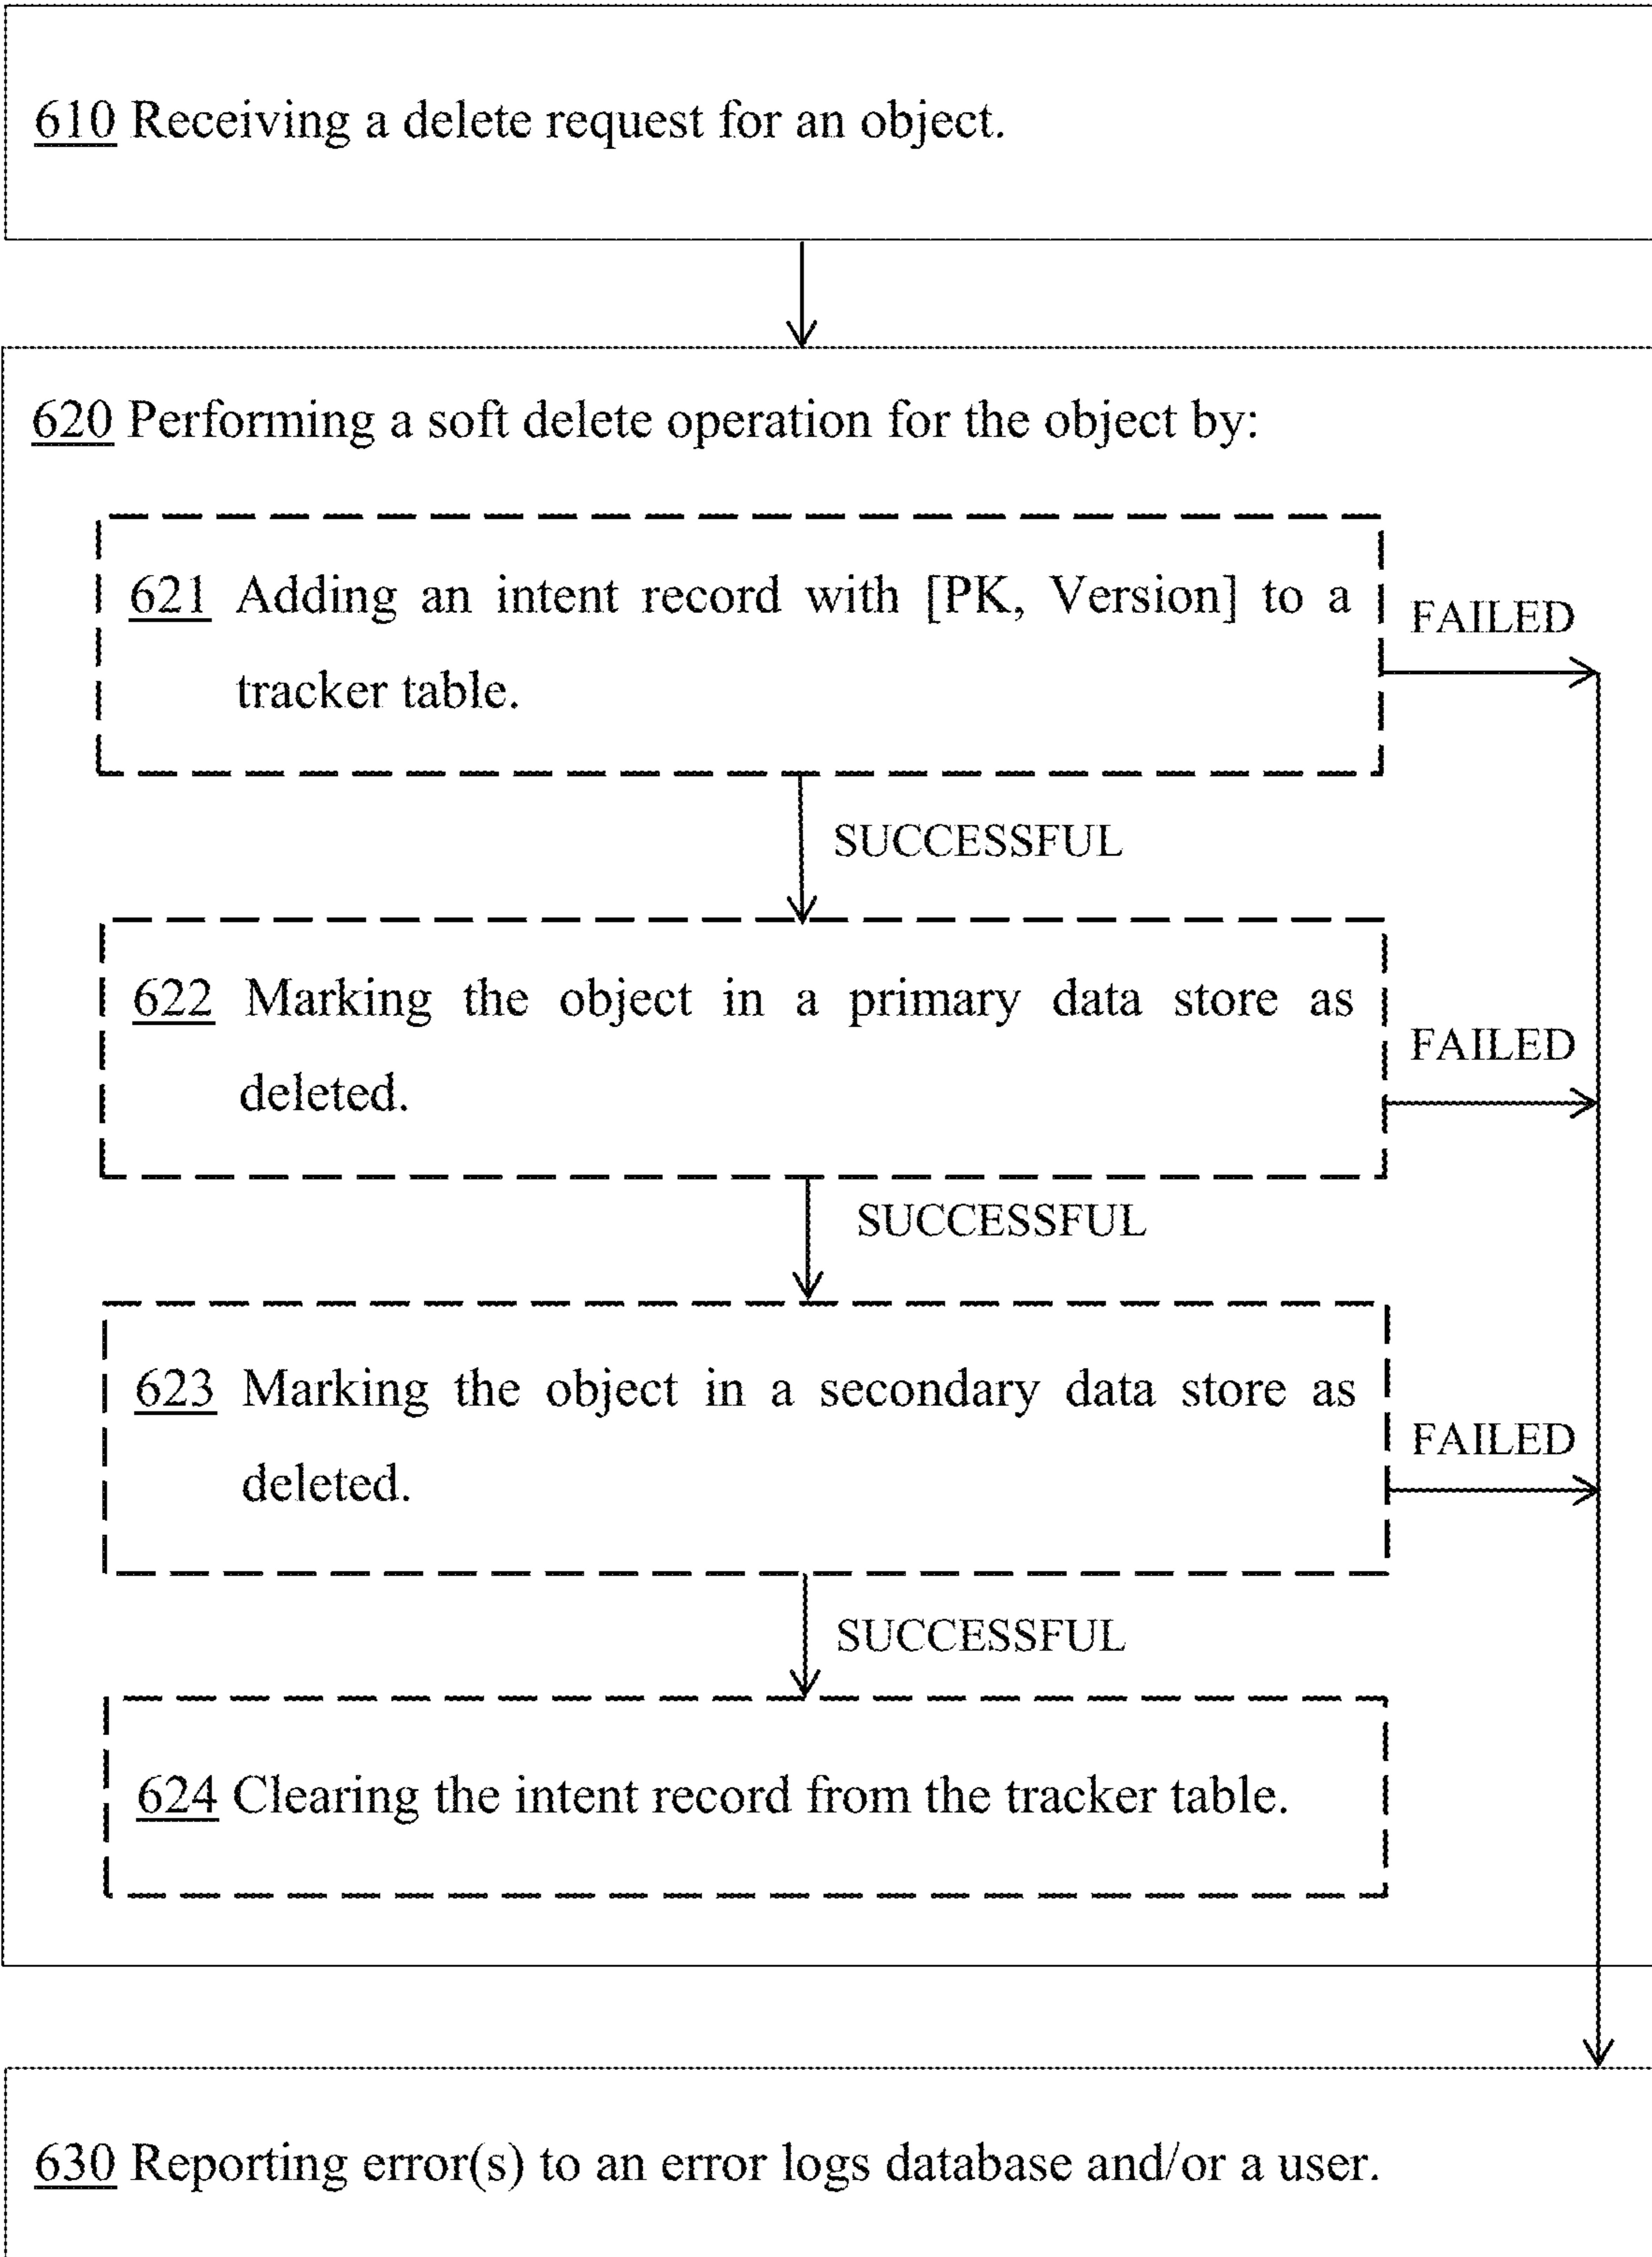 610 Receiving a delete request for an object.
620 Performing a soft delete operation for the object by:
621 Adding an intent record with [PK, Version] to a
tracker table.
FAILED
SUCCESSFUL
622 Marking the object in a primary data store as
deleted.
FAILED
SUCCESSFUL
623 Marking the object in a secondary data store as
deleted.
FAILED
SUCCESSFUL
624 Clearing the intent record from the tracker table.
630 Reporting error(s) to an error logs database and/or a user.